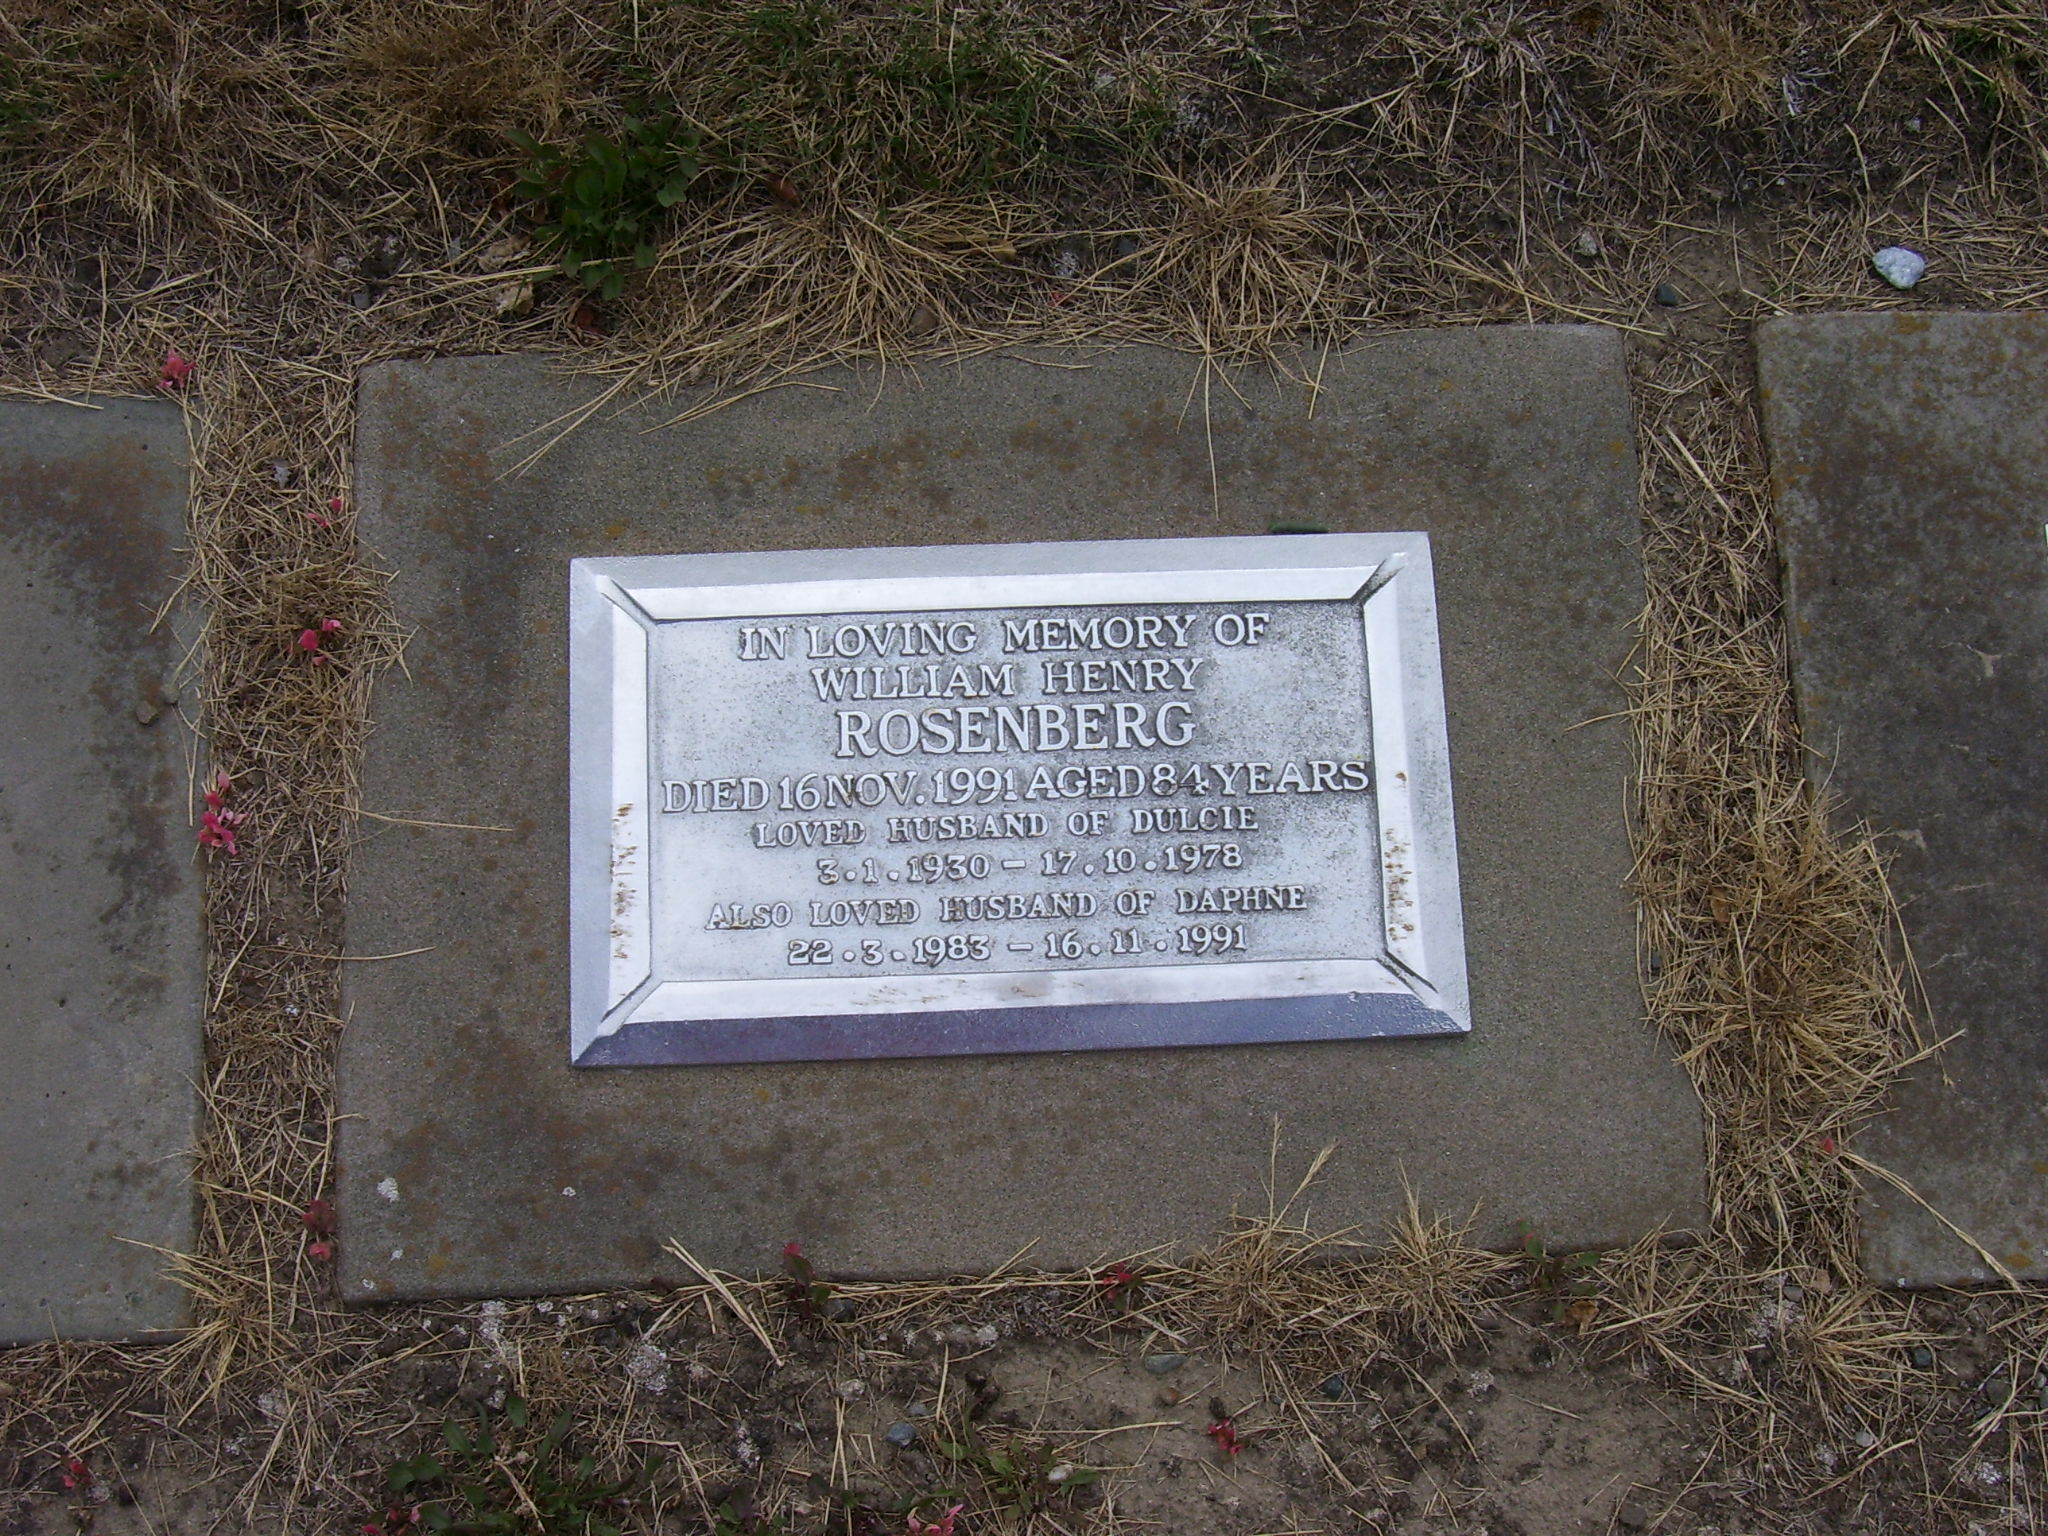 IN LOVING MEMORY OF
WILLIAM HENRY
ROSENBERG
DIED 16 NOV. 1991 AGED 84 YEARS
LOVED HUSBAND OF DULCIE
3.1.1930 - 17.10.1978
ALSO LOVED HUSBAND OF DAPHNE
22.3.1983 - 16.11.1991